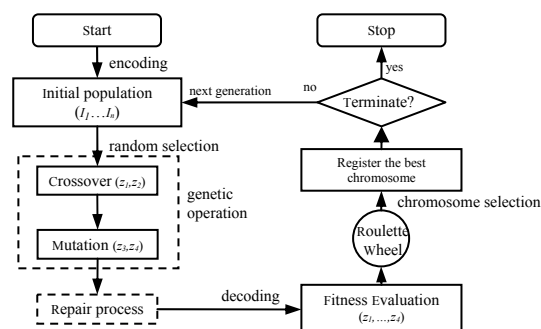 Start
Stop
encoding
yes
Initial population
(I1…In)
next generation
no
Terminate?
random selection
Crossover (z1,z2)
genetic
operation
Register the best
chromosome
chromosome selection
Mutation (z3,z4)
Roulette
Wheel
Repair process
decoding
Fitness Evaluation
(z1,…,z4)